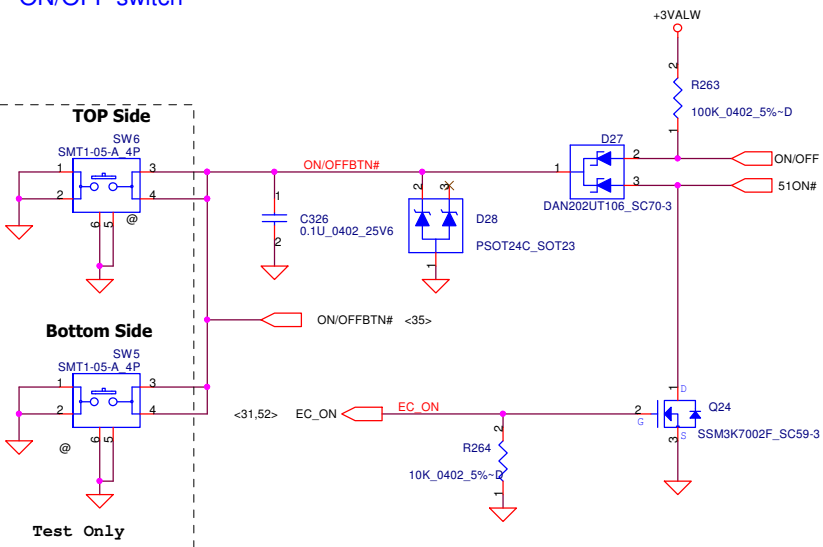 ON/OFF switch
+3VALW
2
R263
100K_0402_5%~D
1
TOP Side
SW6
SMT1-05-A_4P
1
3
2
4
6
5
@
ON/OFFBTN#
1
C326
0.1U_0402_25V6
2
2
3
D28
PSOT24C_SOT23
1
D27
1
2
3
DAN202UT106_SC70-3
ON/OFF
51ON#
ON/OFFBTN# <35>
Bottom Side
SW5
SMT1-05-A_4P
1
3
2
4
6
5
@
<31,52> EC_ON
EC_ON
2
R264
10K_0402_5%~D
1
1
D
2
G
Q24
SSM3K7002F_SC59-3
3
S
Test Only